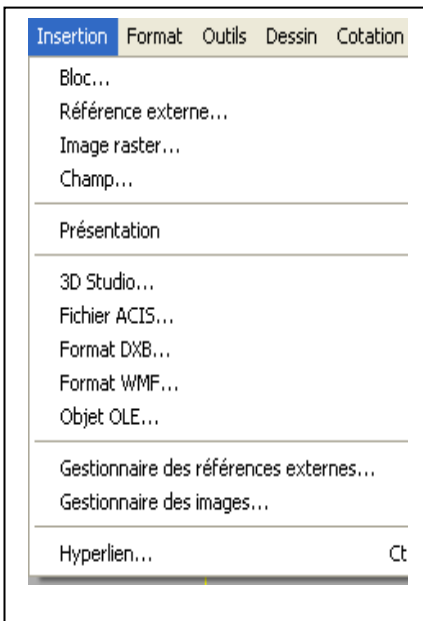 Insertion Format Outils Dessin Cotation
Bloc...
Référence externe...
Image raster...
Champ...
Présentation
3D Studio...
Fichier ACIS...
Format DXB...
Format WMF...
Objet OLE...
Gestionnaire des références externes...
Gestionnaire des images...
Hyperlien... Ct